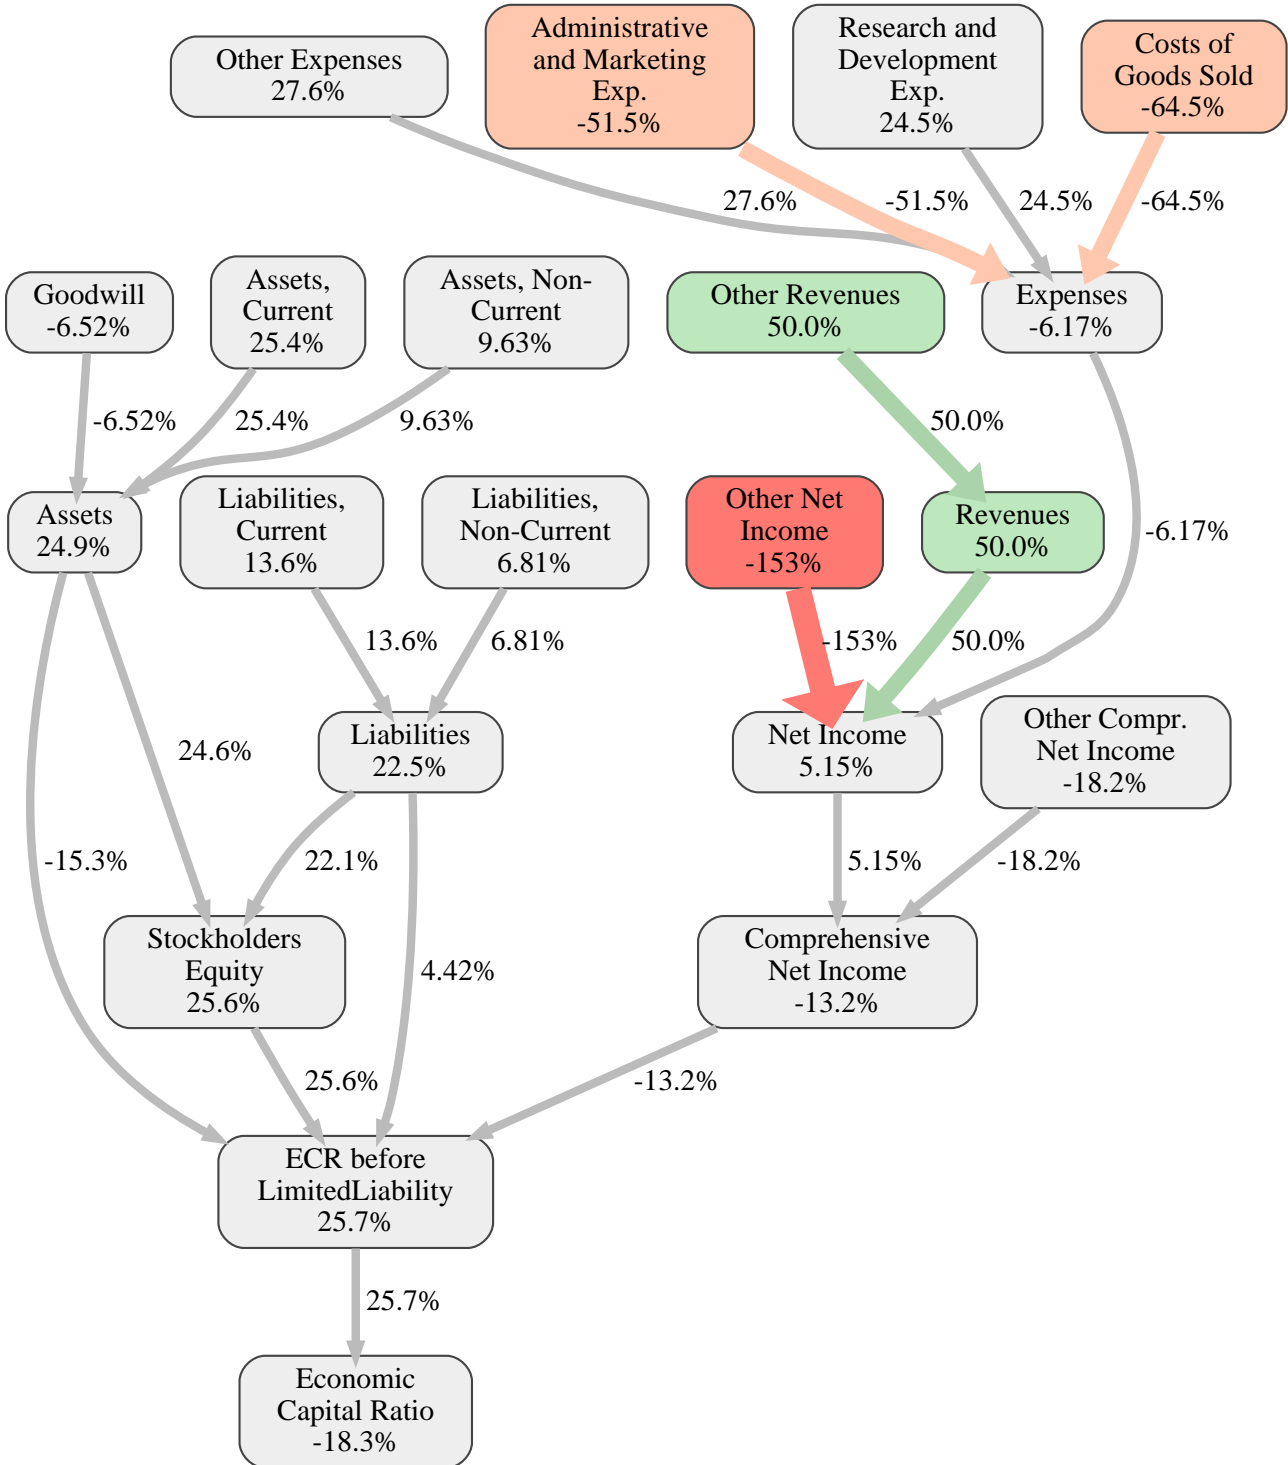 Other Expenses
27.6%
Administrative
and Marketing
Exp.
-51.5%
Research and
Development
Exp.
24.5%
Costs of
Goods Sold
-64.5%
27.6%
-51.5%
24.5%
-64.5%
Goodwill
-6.52%
Assets,
Current
25.4%
Assets, Non-
Current
9.63%
Other Revenues
50.0%
Expenses
-6.17%
-6.52%
25.4%
9.63%
50.0%
Assets
24.9%
Liabilities,
Current
13.6%
Liabilities,
Non-Current
6.81%
Other Net
Income
-153%
Revenues
50.0%
-6.17%
13.6%
6.81%
-153%
50.0%
Liabilities
22.5%
Net Income
5.15%
Other Compr.
Net Income
-18.2%
24.6%
-15.3%
22.1%
5.15%
-18.2%
Stockholders
Equity
25.6%
4.42%
Comprehensive
Net Income
-13.2%
25.6%
-13.2%
ECR before
LimitedLiability
25.7%
25.7%
Economic
Capital Ratio
-18.3%